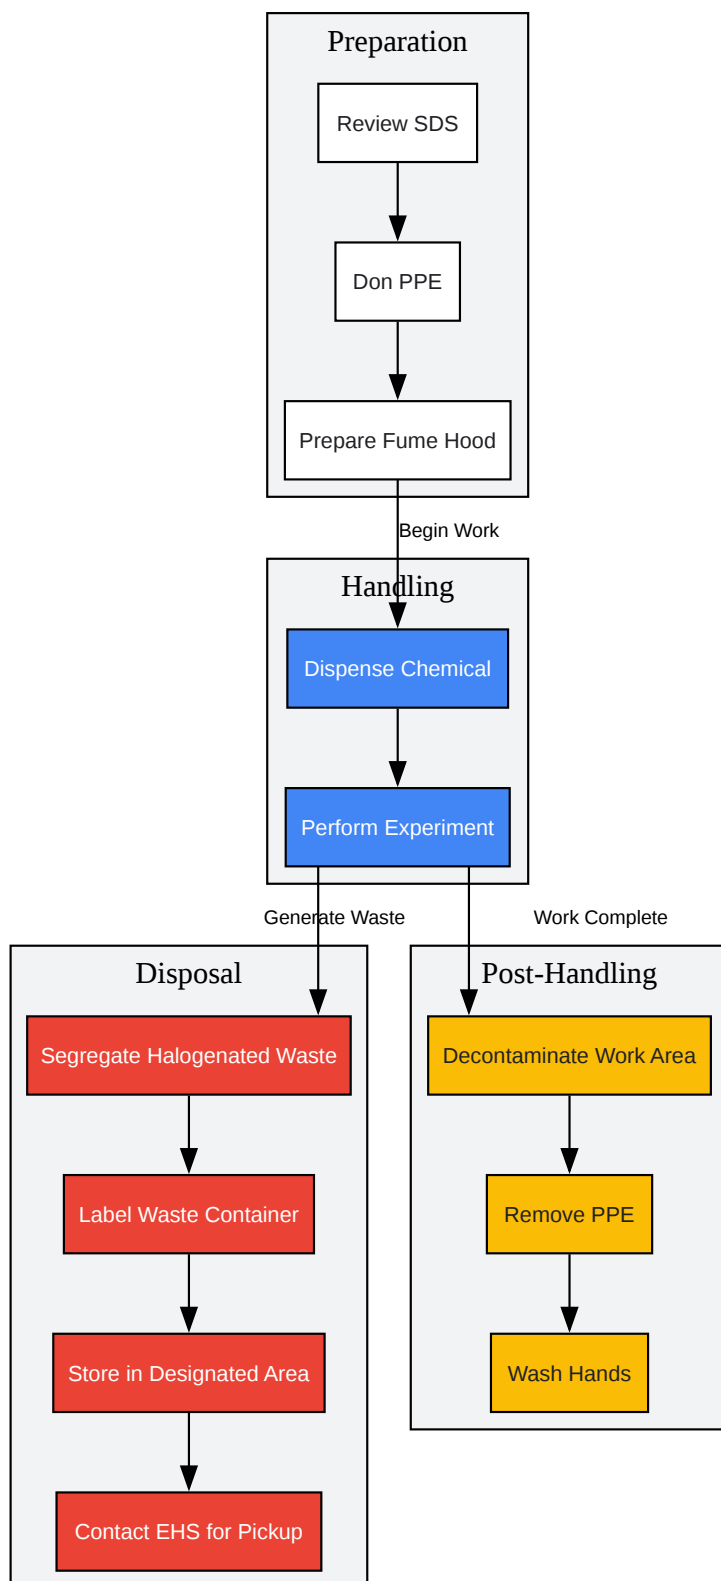 Preparation
Review SDS
Don PPE
Prepare Fume Hood
Begin Work
Handling
Dispense Chemical
Perform Experiment
Generate Waste
Work Complete
Disposal
Post-Handling
Segregate Halogenated Waste
Decontaminate Work Area
Label Waste Container
Remove PPE
Store in Designated Area
Wash Hands
Contact EHS for Pickup